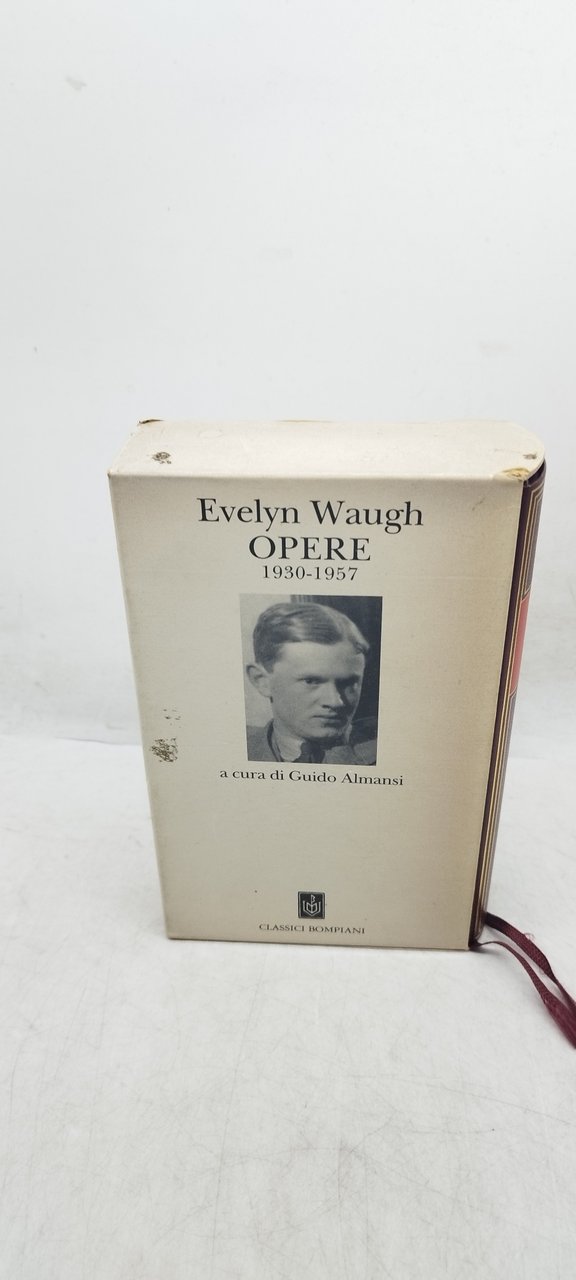 Evelyn Waugh
OPERE
1930-1957
a cura di Guido Almansi
CLASSICI BOMPIANI